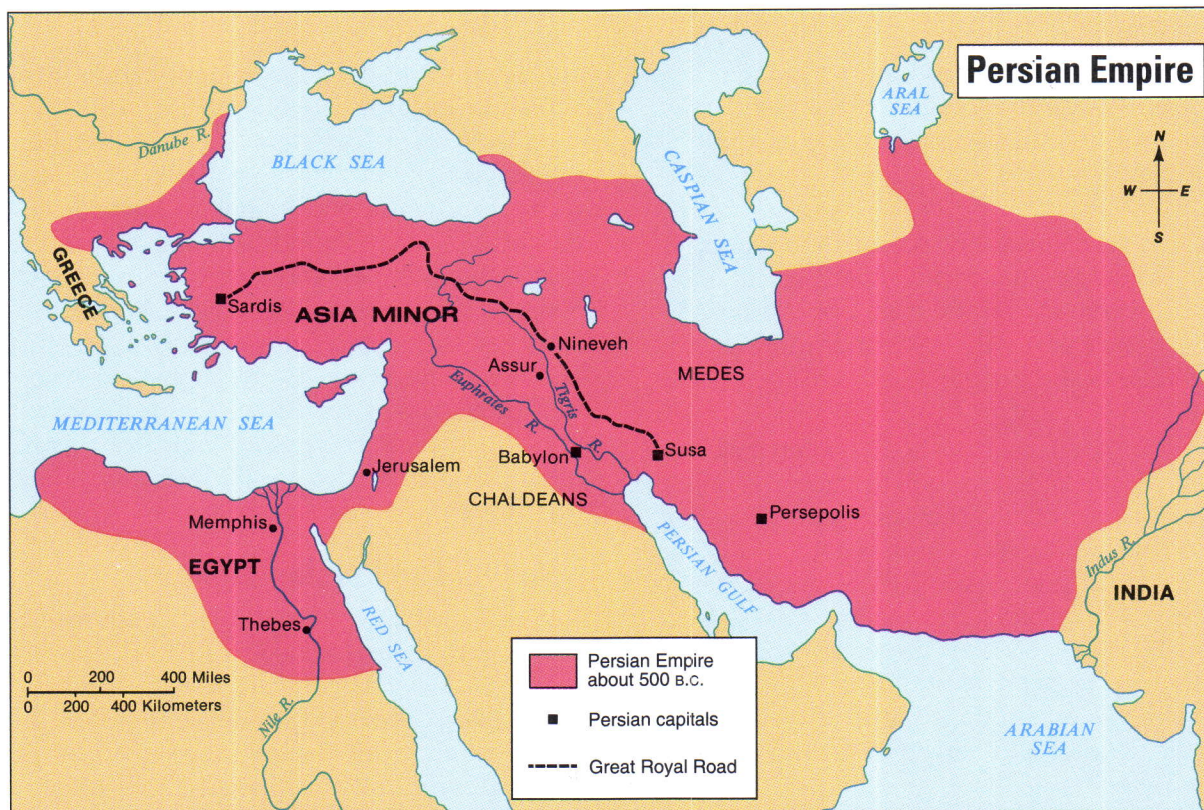 Persian Empire
ARAL
SEA
N
W E
S
Danube R.
BLACK SEA
CASPIAN SEA
GREECE
Sardis
ASIA MINOR
Nineveh
Assur
MEDES
Euphrates
R.
Tigris
R.
MEDITERRANEAN SEA
Babylon
Susa
Jerusalem
CHALDEANS
Memphis
Persepolis
EGYPT
PERSIAN GULF
Indus R.
INDIA
Thebes
RED SEA
Nile R.
0 200 400 Miles
0 200 400 Kilometers
Persian Empire
about 500 B.C.
Persian capitals
Great Royal Road
ARABIAN
SEA